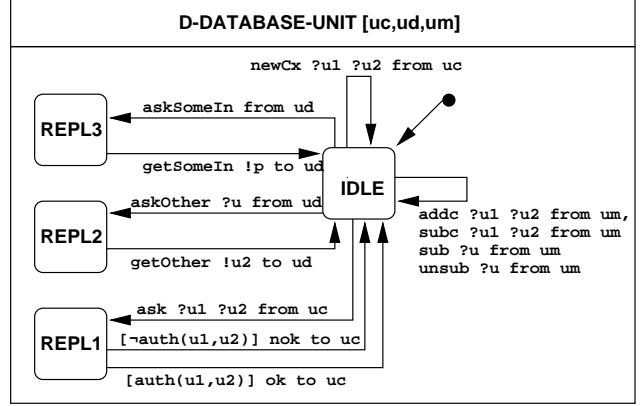 D-DATABASE-UNIT [uc,ud,um]
newCx ?u1 ?u2 from uc
askSomeIn from ud
REPL3
getSomeIn !p to ud
IDLE
askOther ?u from ud
addc ?u1 ?u2 from um,
subc ?u1 ?u2 from um
sub ?u from um
unsub ?u from um
REPL2
getOther !u2 to ud
ask ?u1 ?u2 from uc
REPL1
[¬auth(u1,u2)] nok to uc
[auth(u1,u2)] ok to uc